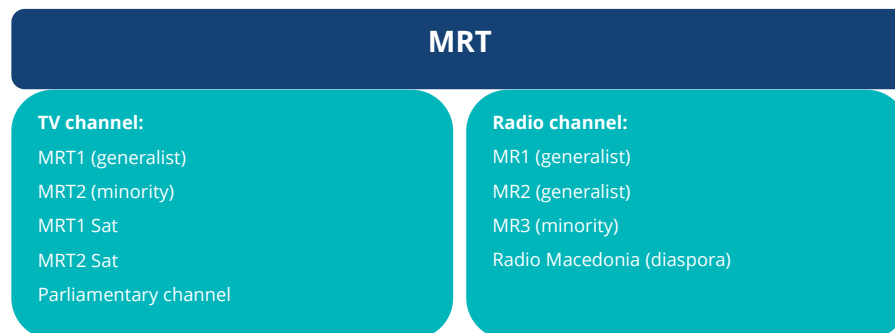 MRT
TV channel:
MRT1 (generalist)
MRT2 (minority)
MRT1 Sat
MRT2 Sat
Parliamentary channel
Radio channel:
MR1 (generalist)
MR2 (generalist)
MR3 (minority)
Radio Macedonia (diaspora)